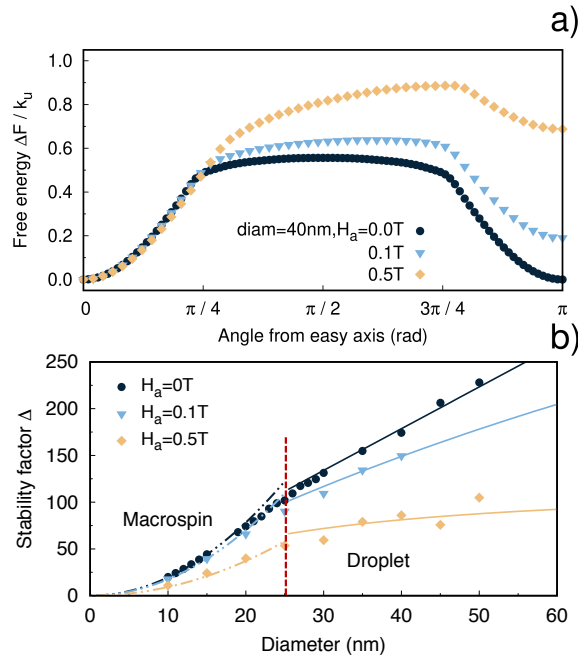 a)
Free energy ΔF / k_u
1.0
0.8
0.6
0.4
0.2
0.0
diam=40nm,H_a=0.0T
0.1T
0.5T
0
π / 4
π / 2
3π / 4
π
Angle from easy axis (rad)
b)
Stability factor Δ
250
200
150
100
50
0
H_a=0T
H_a=0.1T
H_a=0.5T
Macrospin
Droplet
0
10
20
30
40
50
60
Diameter (nm)